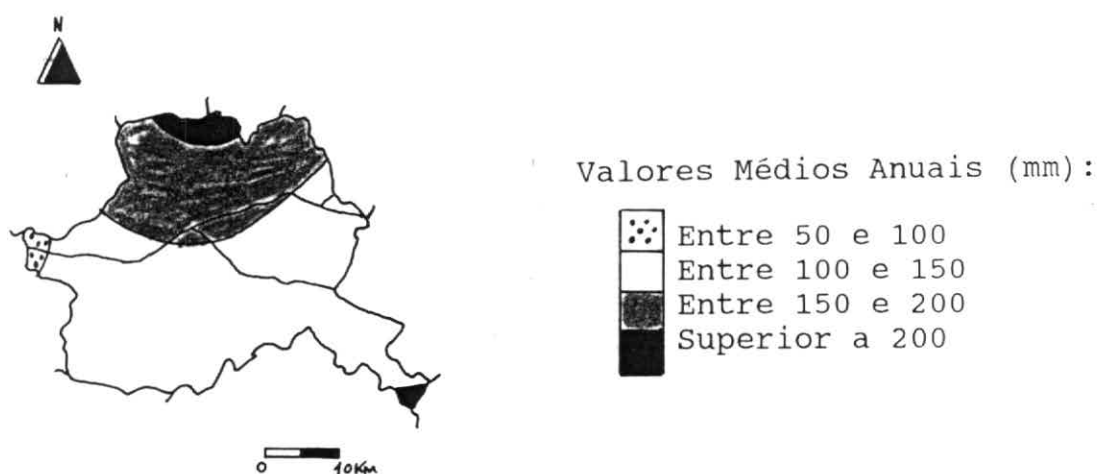 N
Valores Médios Anuais (mm):
Entre 50 e 100
Entre 100 e 150
Entre 150 e 200
Superior a 200
0 10Km